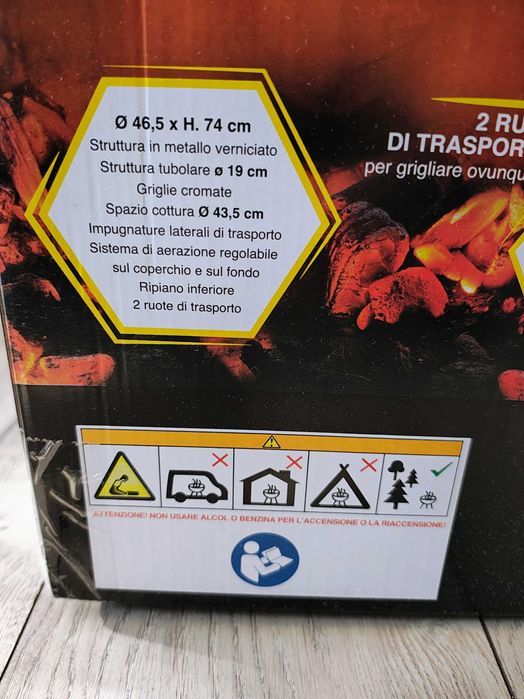 Ø 46,5 x H. 74 cm
Struttura in metallo verniciato
Struttura tubolare ø 19 cm
Griglie cromate
Spazio cottura Ø 43,5 cm
Impugnature laterali di trasporto
Sistema di aerazione regolabile
sul coperchio e sul fondo
Ripiano inferiore
2 ruote di trasporto
2 RU
DI TRASPOR
per grigliare ovunqu
ATTENZIONE! NON USARE ALCOL O BENZINA PER L'ACCENSIONE O LA RIACCENSIONE!